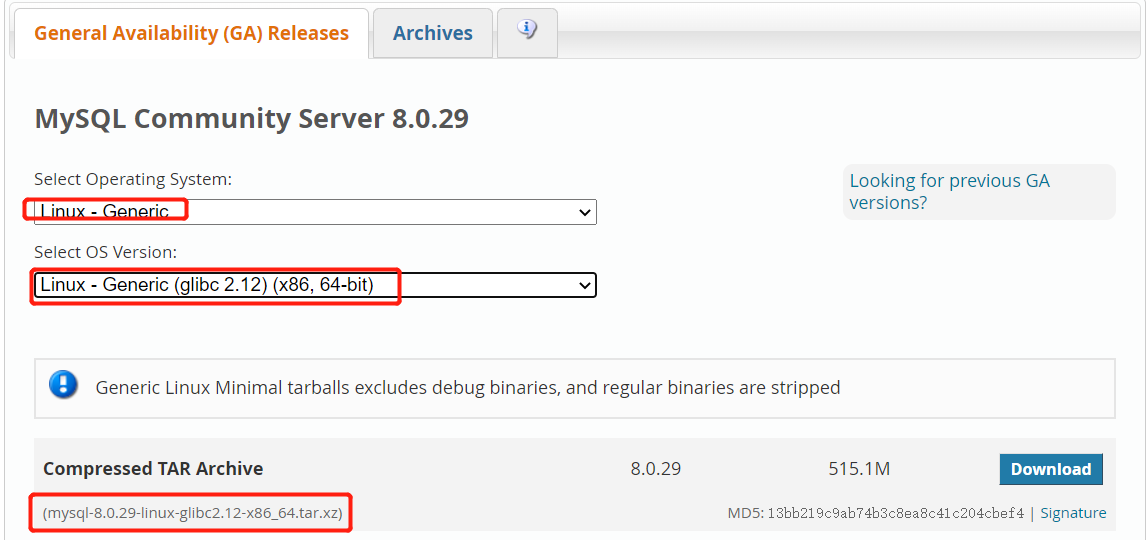 General Availability (GA) Releases
Archives
MySQL Community Server 8.0.29
Select Operating System:
Looking for previous GA
versions?
Linux - Generic
Select OS Version:
Linux - Generic (glibc 2.12) (x86, 64-bit)
Generic Linux Minimal tarballs excludes debug binaries, and regular binaries are stripped
Compressed TAR Archive 8.0.29 515.1M Download
(mysql-8.0.29-linux-glibc2.12-x86_64.tar.xz) MD5: 13bb219c9ab74b3c8ea8c41c204cbef4 | Signature